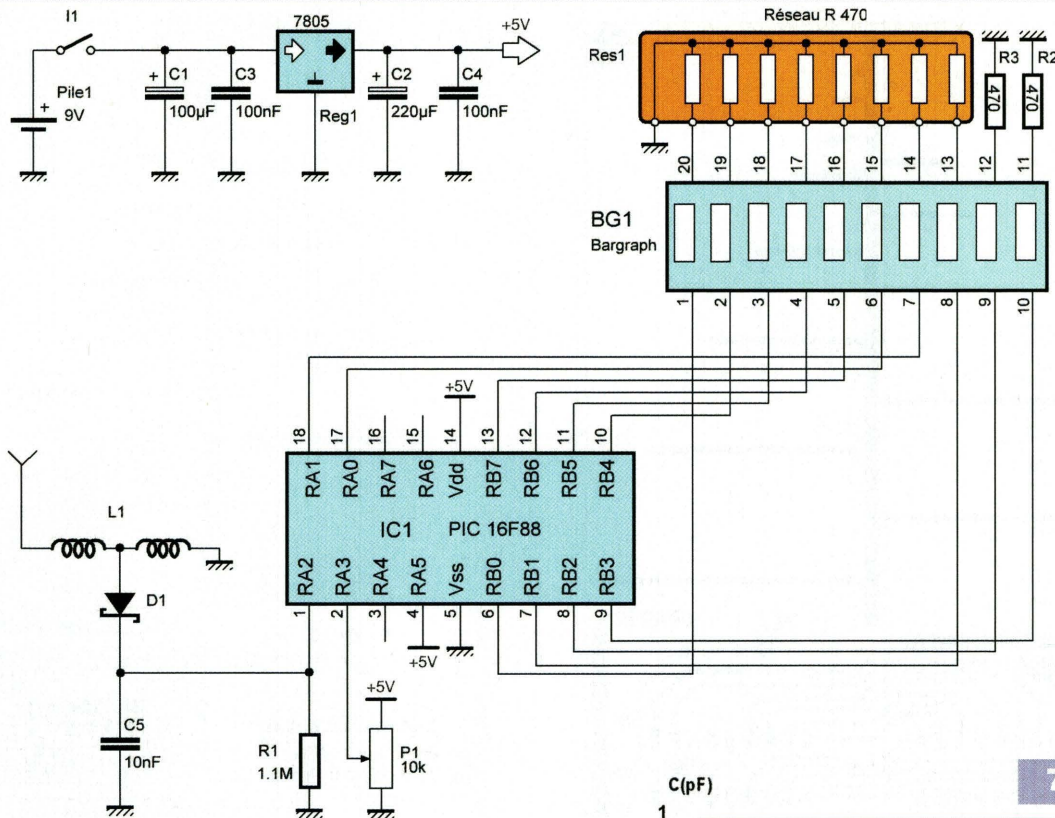 I1
7805
+5V
Réseau R 470
Res1
R3
R2
+
C1
C3
+
C2
C4
470
470
+
Pile1
9V
100µF
100nF
Reg1
220µF
100nF
20 19 18 17 16 15 14 13 12 11
BG1
Bargraph
1 2 3 4 5 6 7 8 9 10
+5V
18 17 16 15 14 13 12 11 10
RA1 RA0 RA7 RA6 Vdd RB7 RB6 RB5 RB4
L1
IC1 PIC 16F88
RA2 RA3 RA4 RA5 Vss RB0 RB1 RB2 RB3
D1
1 2 3 4 5 6 7 8 9
+5V
+5V
C5
10nF
R1
1.1M
P1
10k
C(pF)
1